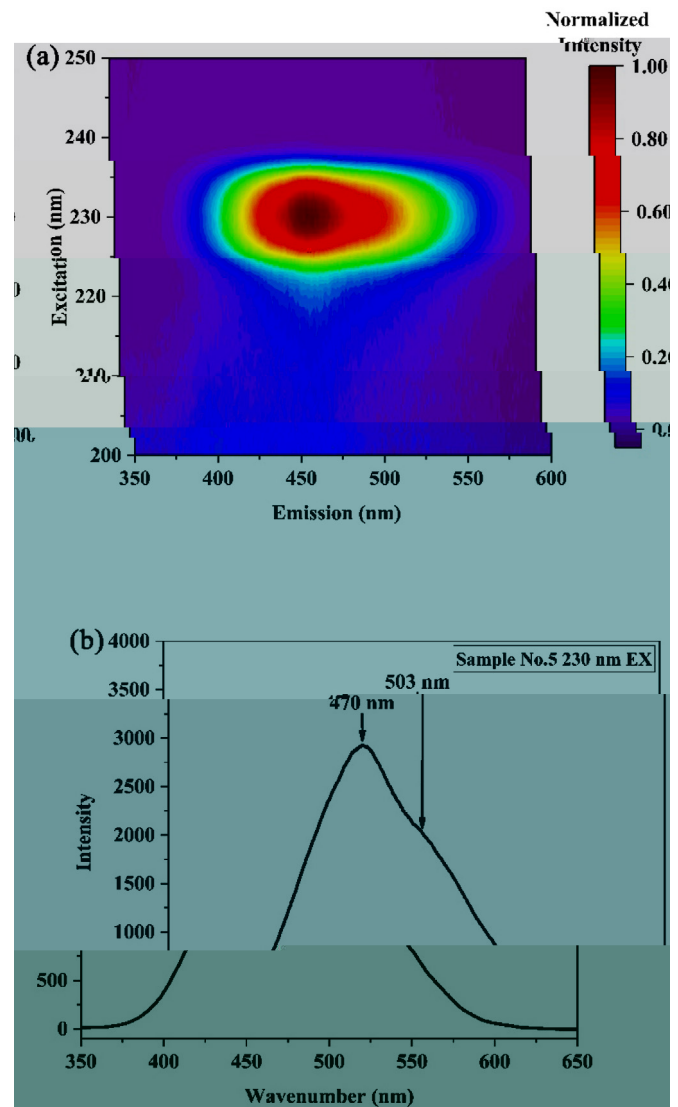 Normalized
Intensity
(a)
250
240
230
220
210
200
Excitation (nm)
350 400 450 500 550 600
Emission (nm)
1.00
0.80
0.60
0.40
0.20
(b)
4000
3500
3000
2500
2000
1500
1000
500
0
Intensity
Sample No.5 230 nm EX
503 nm
470 nm
350 400 450 500 550 600 650
Wavenumber (nm)